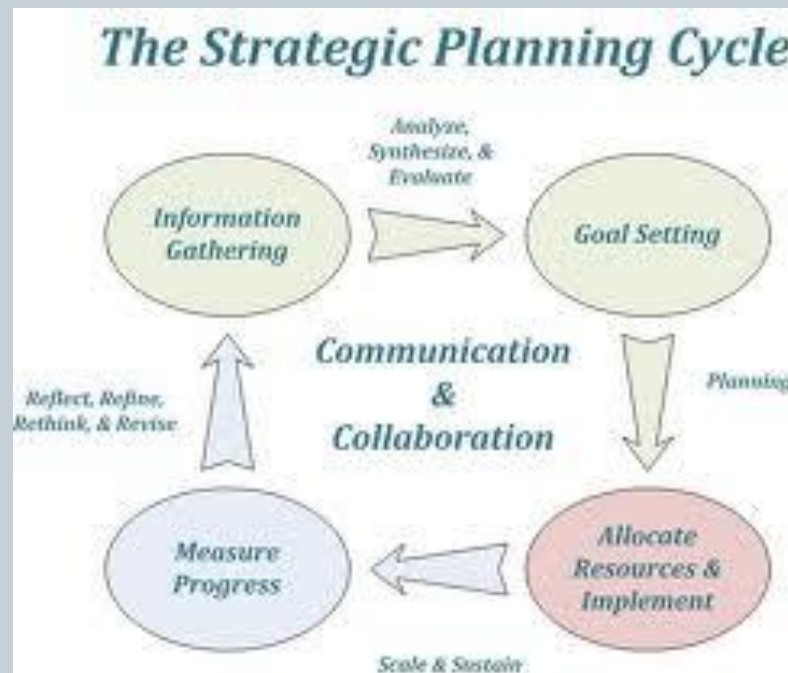 The Strategic Planning Cycle
Analyze,
Synthesize, &
Evaluate
Information
Gathering
Goal Setting
Communication
&
Collaboration
Planning
Reflect, Refine,
Rethink, & Revise
Measure
Progress
Allocate
Resources &
Implement
Scale & Sustain